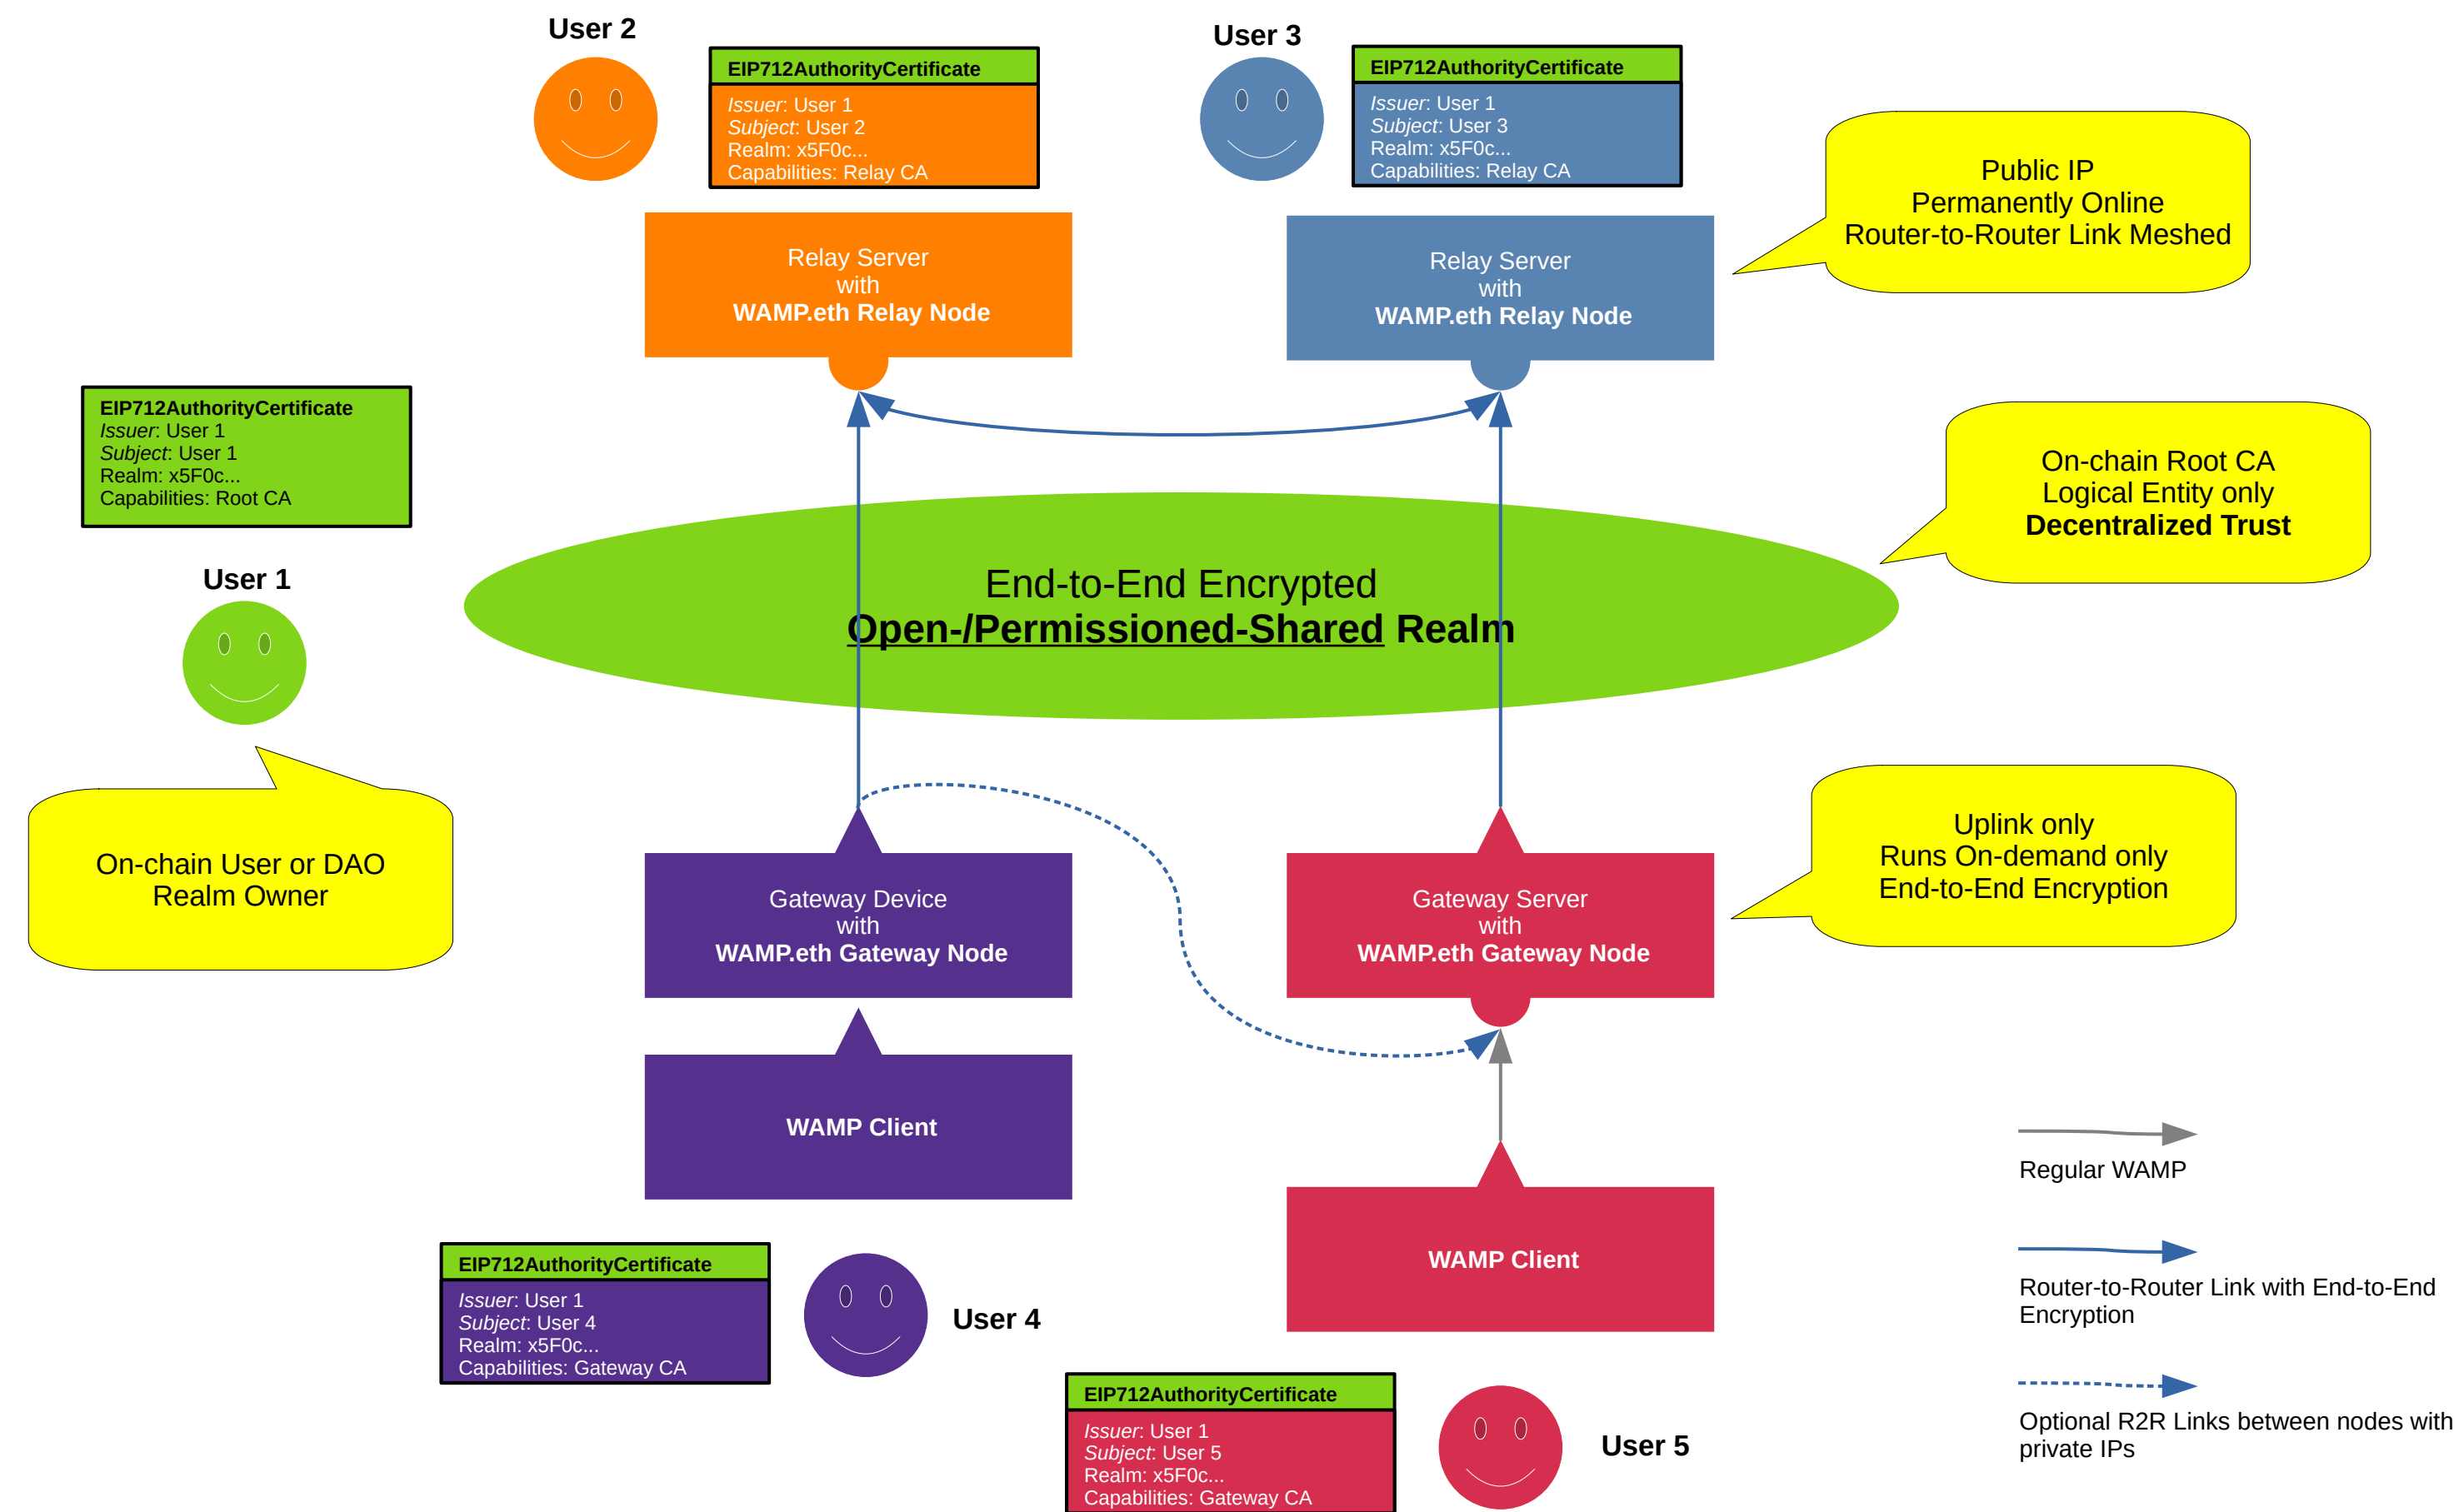 User 2
EIP712AuthorityCertificate
Issuer: User 1
Subject: User 2
Realm: x5F0c...
Capabilities: Relay CA
User 3
EIP712AuthorityCertificate
Issuer: User 1
Subject: User 3
Realm: x5F0c...
Capabilities: Relay CA
Public IP
Permanently Online
Router-to-Router Link Meshed
Relay Server
with
WAMP.eth Relay Node
Relay Server
with
WAMP.eth Relay Node
EIP712AuthorityCertificate
Issuer: User 1
Subject: User 1
Realm: x5F0c...
Capabilities: Root CA
On-chain Root CA
Logical Entity only
Decentralized Trust
User 1
End-to-End Encrypted
Open-/Permissioned-Shared Realm
On-chain User or DAO
Realm Owner
Gateway Device
with
WAMP.eth Gateway Node
Gateway Server
with
WAMP.eth Gateway Node
Uplink only
Runs On-demand only
End-to-End Encryption
WAMP Client
WAMP Client
EIP712AuthorityCertificate
Issuer: User 1
Subject: User 4
Realm: x5F0c...
Capabilities: Gateway CA
User 4
EIP712AuthorityCertificate
Issuer: User 1
Subject: User 5
Realm: x5F0c...
Capabilities: Gateway CA
User 5
Regular WAMP
Router-to-Router Link with End-to-End
Encryption
Optional R2R Links between nodes with
private IPs